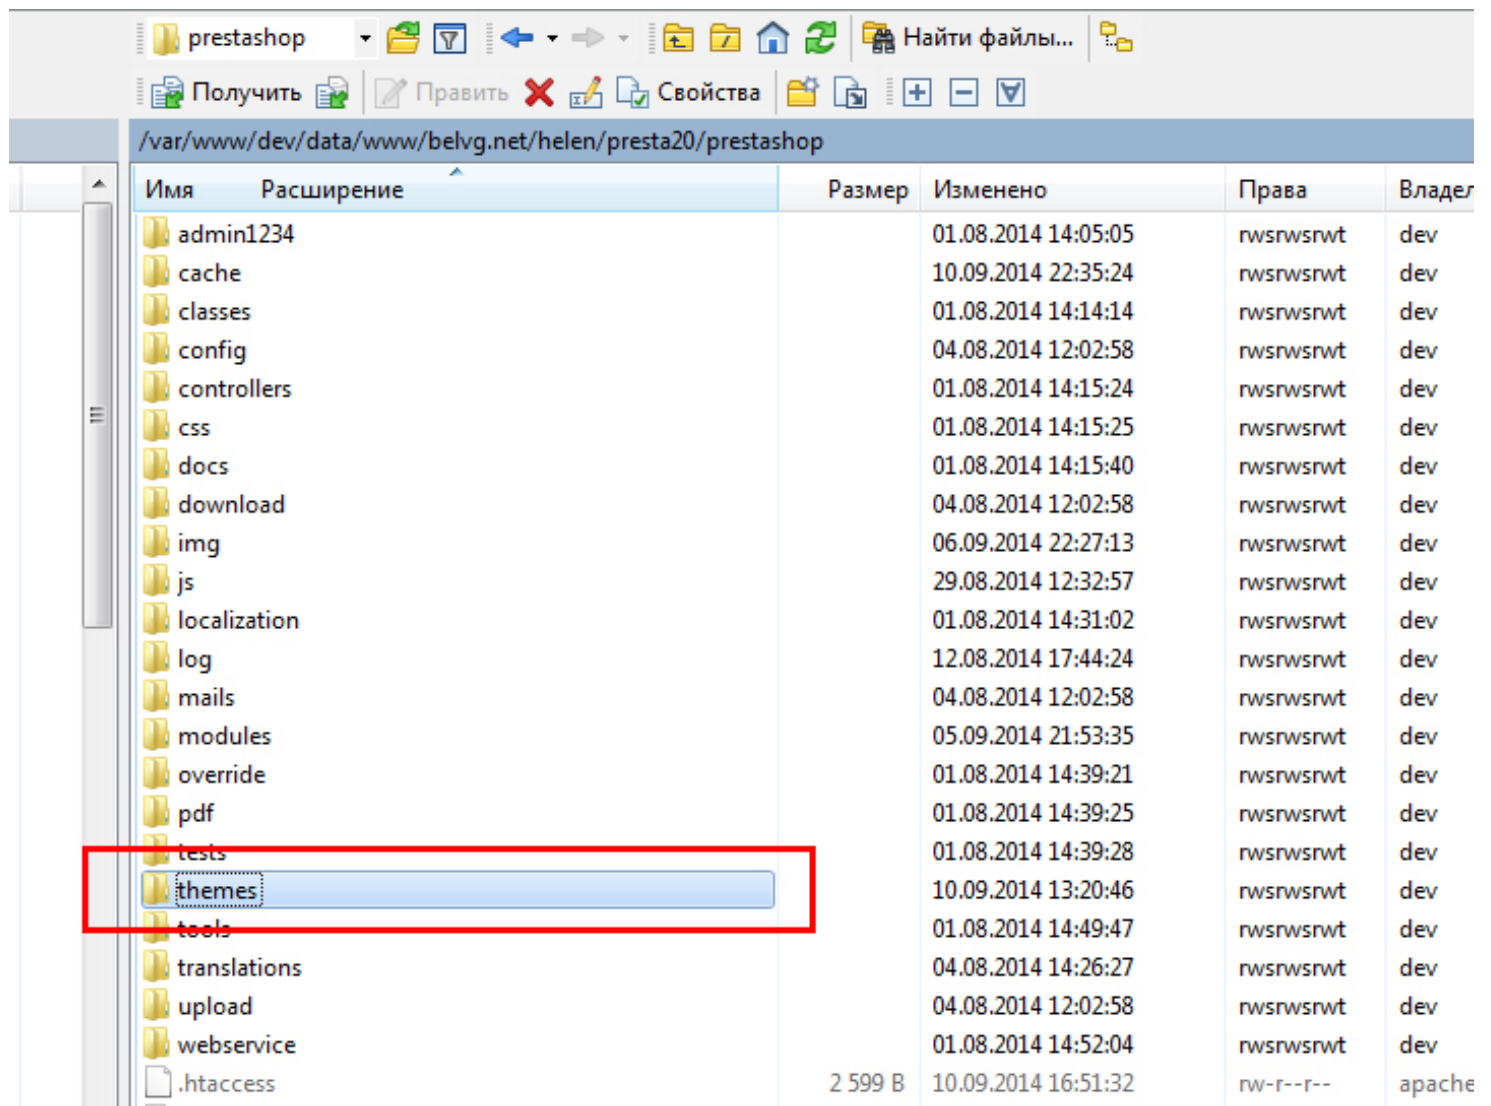 prestashop Найти файлы...
Получить Править Свойства
/var/www/dev/data/www/belvg.net/helen/presta20/prestashop
Имя Расширение Размер Изменено Права Владел
admin1234 01.08.2014 14:05:05 rwsrwsrwt dev
cache 10.09.2014 22:35:24 rwsrwsrwt dev
classes 01.08.2014 14:14:14 rwsrwsrwt dev
config 04.08.2014 12:02:58 rwsrwsrwt dev
controllers 01.08.2014 14:15:24 rwsrwsrwt dev
css 01.08.2014 14:15:25 rwsrwsrwt dev
docs 01.08.2014 14:15:40 rwsrwsrwt dev
download 04.08.2014 12:02:58 rwsrwsrwt dev
img 06.09.2014 22:27:13 rwsrwsrwt dev
js 29.08.2014 12:32:57 rwsrwsrwt dev
localization 01.08.2014 14:31:02 rwsrwsrwt dev
log 12.08.2014 17:44:24 rwsrwsrwt dev
mails 04.08.2014 12:02:58 rwsrwsrwt dev
modules 05.09.2014 21:53:35 rwsrwsrwt dev
override 01.08.2014 14:39:21 rwsrwsrwt dev
pdf 01.08.2014 14:39:25 rwsrwsrwt dev
tests 01.08.2014 14:39:28 rwsrwsrwt dev
themes 10.09.2014 13:20:46 rwsrwsrwt dev
tools 01.08.2014 14:49:47 rwsrwsrwt dev
translations 04.08.2014 14:26:27 rwsrwsrwt dev
upload 04.08.2014 12:02:58 rwsrwsrwt dev
webservice 01.08.2014 14:52:04 rwsrwsrwt dev
.htaccess 2 599 B 10.09.2014 16:51:32 rw-r--r-- apache